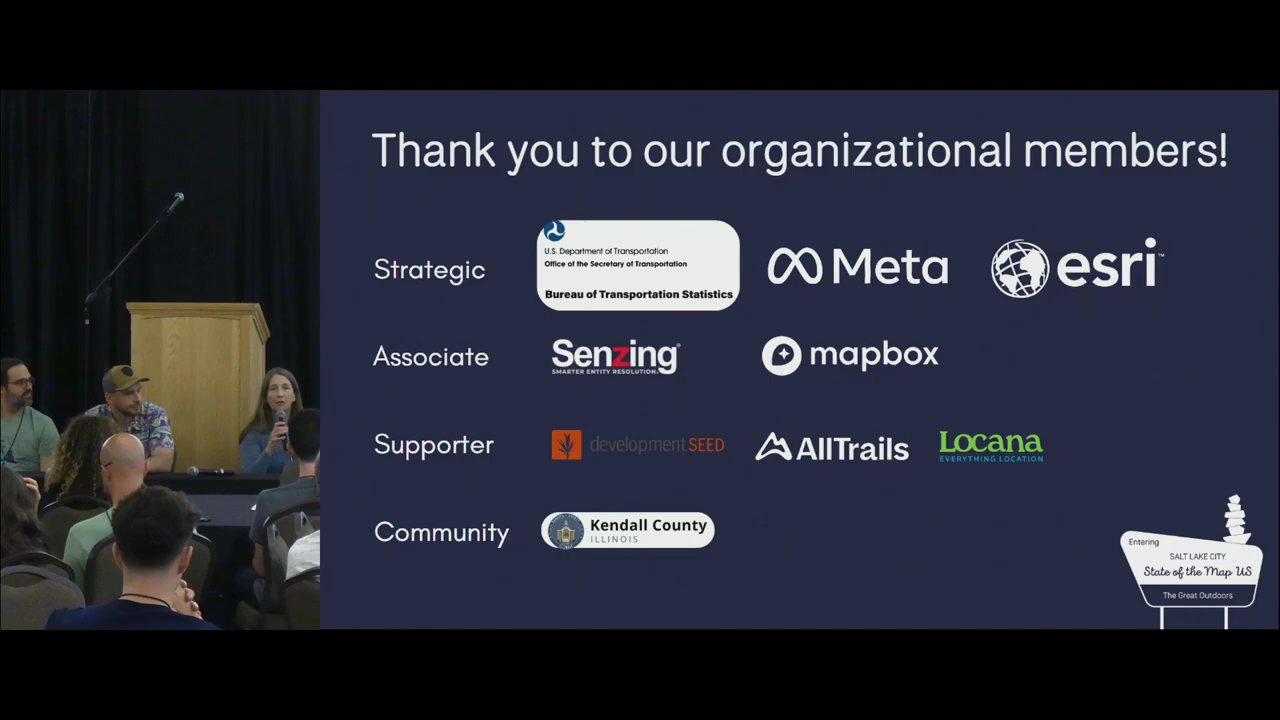 Thank you to our organizational members!
Strategic
U.S. Department of Transportation
Office of the Secretary of Transportation
Bureau of Transportation Statistics
Meta
esri™
Associate
Senzing®
SMARTER ENTITY RESOLUTION.
mapbox
Supporter
developmentSEED
AllTrails
Locana
EVERYTHING LOCATION
Community
Kendall County
ILLINOIS
Entering
SALT LAKE CITY
State of the Map US
The Great Outdoors